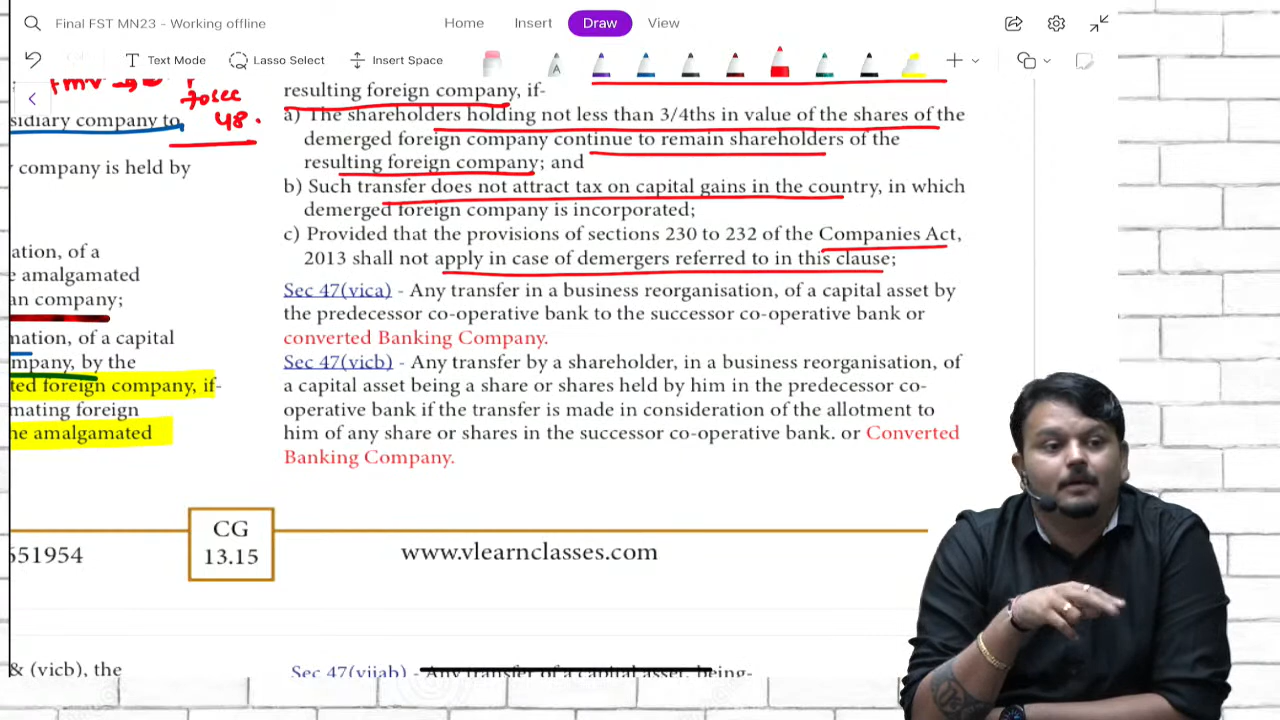 Final FST MN23 - Working offline
Home
Insert
Draw
View
Text Mode
Lasso Select
Insert Space
FMV
to sec
48.
sidiary company to
company is held by
ation, of a
e amalgamated
an company;
mation, of a capital
mpany, by the
ted foreign company, if-
mating foreign
he amalgamated
resulting foreign company, if-
a) The shareholders holding not less than 3/4ths in value of the shares of the
demerged foreign company continue to remain shareholders of the
resulting foreign company; and
b) Such transfer does not attract tax on capital gains in the country, in which
demerged foreign company is incorporated;
c) Provided that the provisions of sections 230 to 232 of the Companies Act,
2013 shall not apply in case of demergers referred to in this clause;
Sec 47(vica) - Any transfer in a business reorganisation, of a capital asset by
the predecessor co-operative bank to the successor co-operative bank or
converted Banking Company.
Sec 47(vicb) - Any transfer by a shareholder, in a business reorganisation, of
a capital asset being a share or shares held by him in the predecessor co-
operative bank if the transfer is made in consideration of the allotment to
him of any share or shares in the successor co-operative bank. or Converted
Banking Company.
651954
CG
13.15
www.vlearnclasses.com
& (vicb), the
Sec 47(viiab) - Any transfer of a capital asset, being-